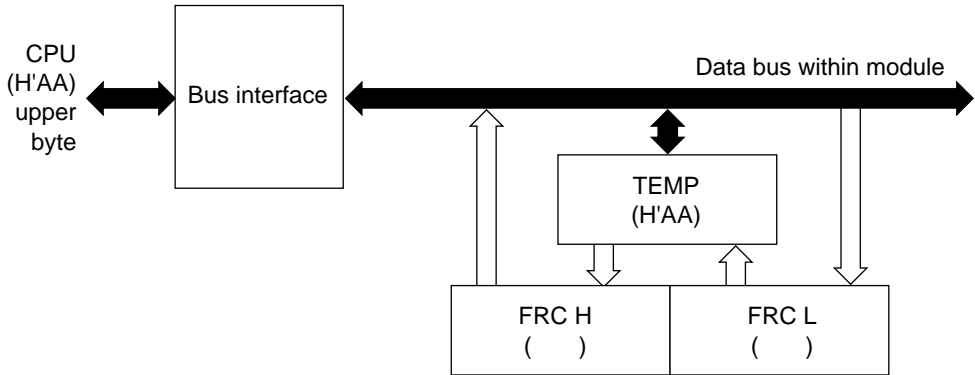 CPU
(H'AA)
upper
byte
Bus interface
Data bus within module
TEMP
(H'AA)
FRC H
( )
FRC L
( )